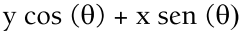 y cos (θ) + x sen (θ)